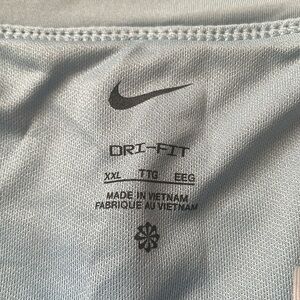 DRI-FIT
XXL TTG EEG
MADE IN VIETNAM
FABRIQUE AU VIETNAM